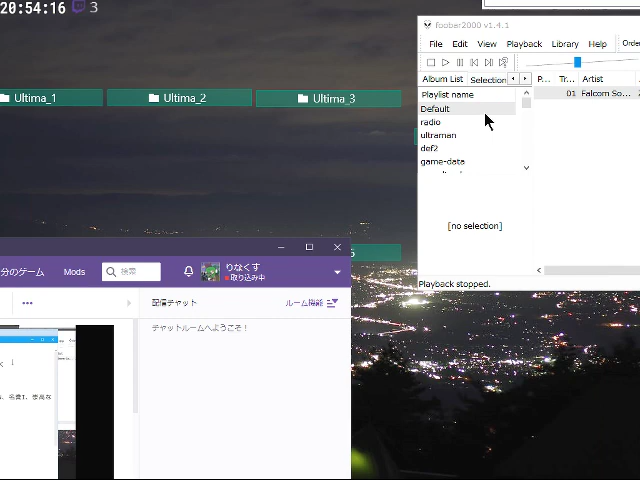 20:54:16 3
foobar2000 v1.4.1
File Edit View Playback Library Help
Album List Selection
P... Tr... Artist
Playlist name
01 Falcom So...
Default
radio
ultraman
def2
game-data
[no selection]
Playback stopped.
Ultima_1 Ultima_2 Ultima_3
分のゲーム Mods 検索 りなくす
取り込み中
配信チャット ルーム機能
チャットルームへようこそ！